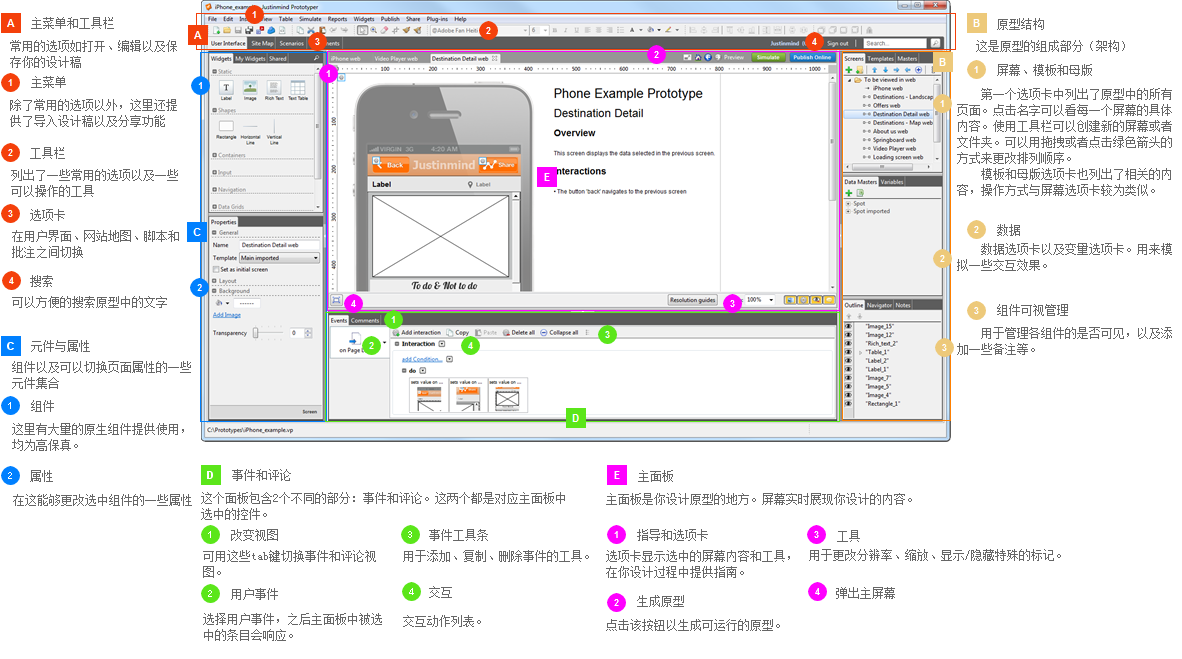 A 主菜单和工具栏
常用的选项如打开、编辑以及保
存你的设计稿
1 主菜单
除了常用的选项以外，这里还提
供了导入设计稿以及分享功能
2 工具栏
列出了一些常用的选项以及一些
可以操作的工具
3 选项卡
在用户界面、网站地图、脚本和
批注之间切换
4 搜索
可以方便的搜索原型中的文字
C 元件与属性
组件以及可以切换页面属性的一些
元件集合
1 组件
这里有大量的原生组件提供使用，
均为高保真。
2 属性
在这能够更改选中组件的一些属性
iPhone_example - Justinmind Prototyper
File Edit View Table Simulate Reports Widgets Publish Share Plug-ins Help
1
A
2
User Interface Site Map Scenarios 3
4 Sign out Search...
Widgets My Widgets Shared
1
Static
Label Image Rich Text Text Table
Shapes
Rectangle Horizontal Line Vertical Line
Containers
Input
Navigation
Data Grids
C
Properties
General
Name Destination Detail web
Template Main imported
Set as initial screen
Layout
2
Background
Add Image
Transparency 0
Screen
C:\Prototypes\iPhone_example.vp
iPhone web Video Player web Destination Detail web
2
Preview Simulate Publish Online
1
0 100 200 300 400 500 600 700 800 900 1000
VIRGIN 3G 4:20 AM
Back Justinmind Share
Label Label
To do & Not to do
Phone Example Prototype
Destination Detail
Overview
This screen displays the data selected in the previous screen.
E
Interactions
• The button 'back' navigates to the previous screen
4
Resolution guides 3 100%
Events Comments 1
Add interaction Copy Paste Delete all Collapse all
3
on Page 2
4
Interaction
add Condition...
do
sets value on ... sets value on ... sets value on ...
D
Screens Templates Masters
B
To be viewed in web
iPhone web
Destinations - Landscap
1
Offers web
Destination Detail web
Destinations - Map web
About us web
Springboard web
Video Player web
Loading screen web
Data Masters Variables
Spot
Spot imported
2
Outline Navigator Notes
"Image_15"
"Image_12"
"Rich_text_2"
"Table_1"
3
"Label_2"
"Label_1"
"Image_7"
"Image_5"
"Image_4"
"Rectangle_1"
B 原型结构
这是原型的组成部分（架构）
1 屏幕、模板和母版
第一个选项卡中列出了原型中的所有
页面。点击名字可以看每一个屏幕的具体
内容。使用工具栏可以创建新的屏幕或者
文件夹。可以用拖拽或者点击绿色箭头的
方式来更改排列顺序。
模板和母版选项卡也列出了相关的内
容，操作方式与屏幕选项卡较为类似。
2 数据
数据选项卡以及变量选项卡。用来模
拟一些交互效果。
3 组件可视管理
用于管理各组件的是否可见，以及添
加一些备注等。
D 事件和评论
这个面板包含2个不同的部分：事件和评论。这两个都是对应主面板中
选中的控件。
1 改变视图
可用这些tab键切换事件和评论视
图。
2 用户事件
选择用户事件，之后主面板中被选
中的条目会响应。
3 事件工具条
用于添加、复制、删除事件的工具。
4 交互
交互动作列表。
E 主面板
主面板是你设计原型的地方。屏幕实时展现你设计的内容。
1 指导和选项卡
选项卡显示选中的屏幕内容和工具，
在你设计过程中提供指南。
2 生成原型
点击该按钮以生成可运行的原型。
3 工具
用于更改分辨率、缩放、显示/隐藏特殊的标记。
4 弹出主屏幕